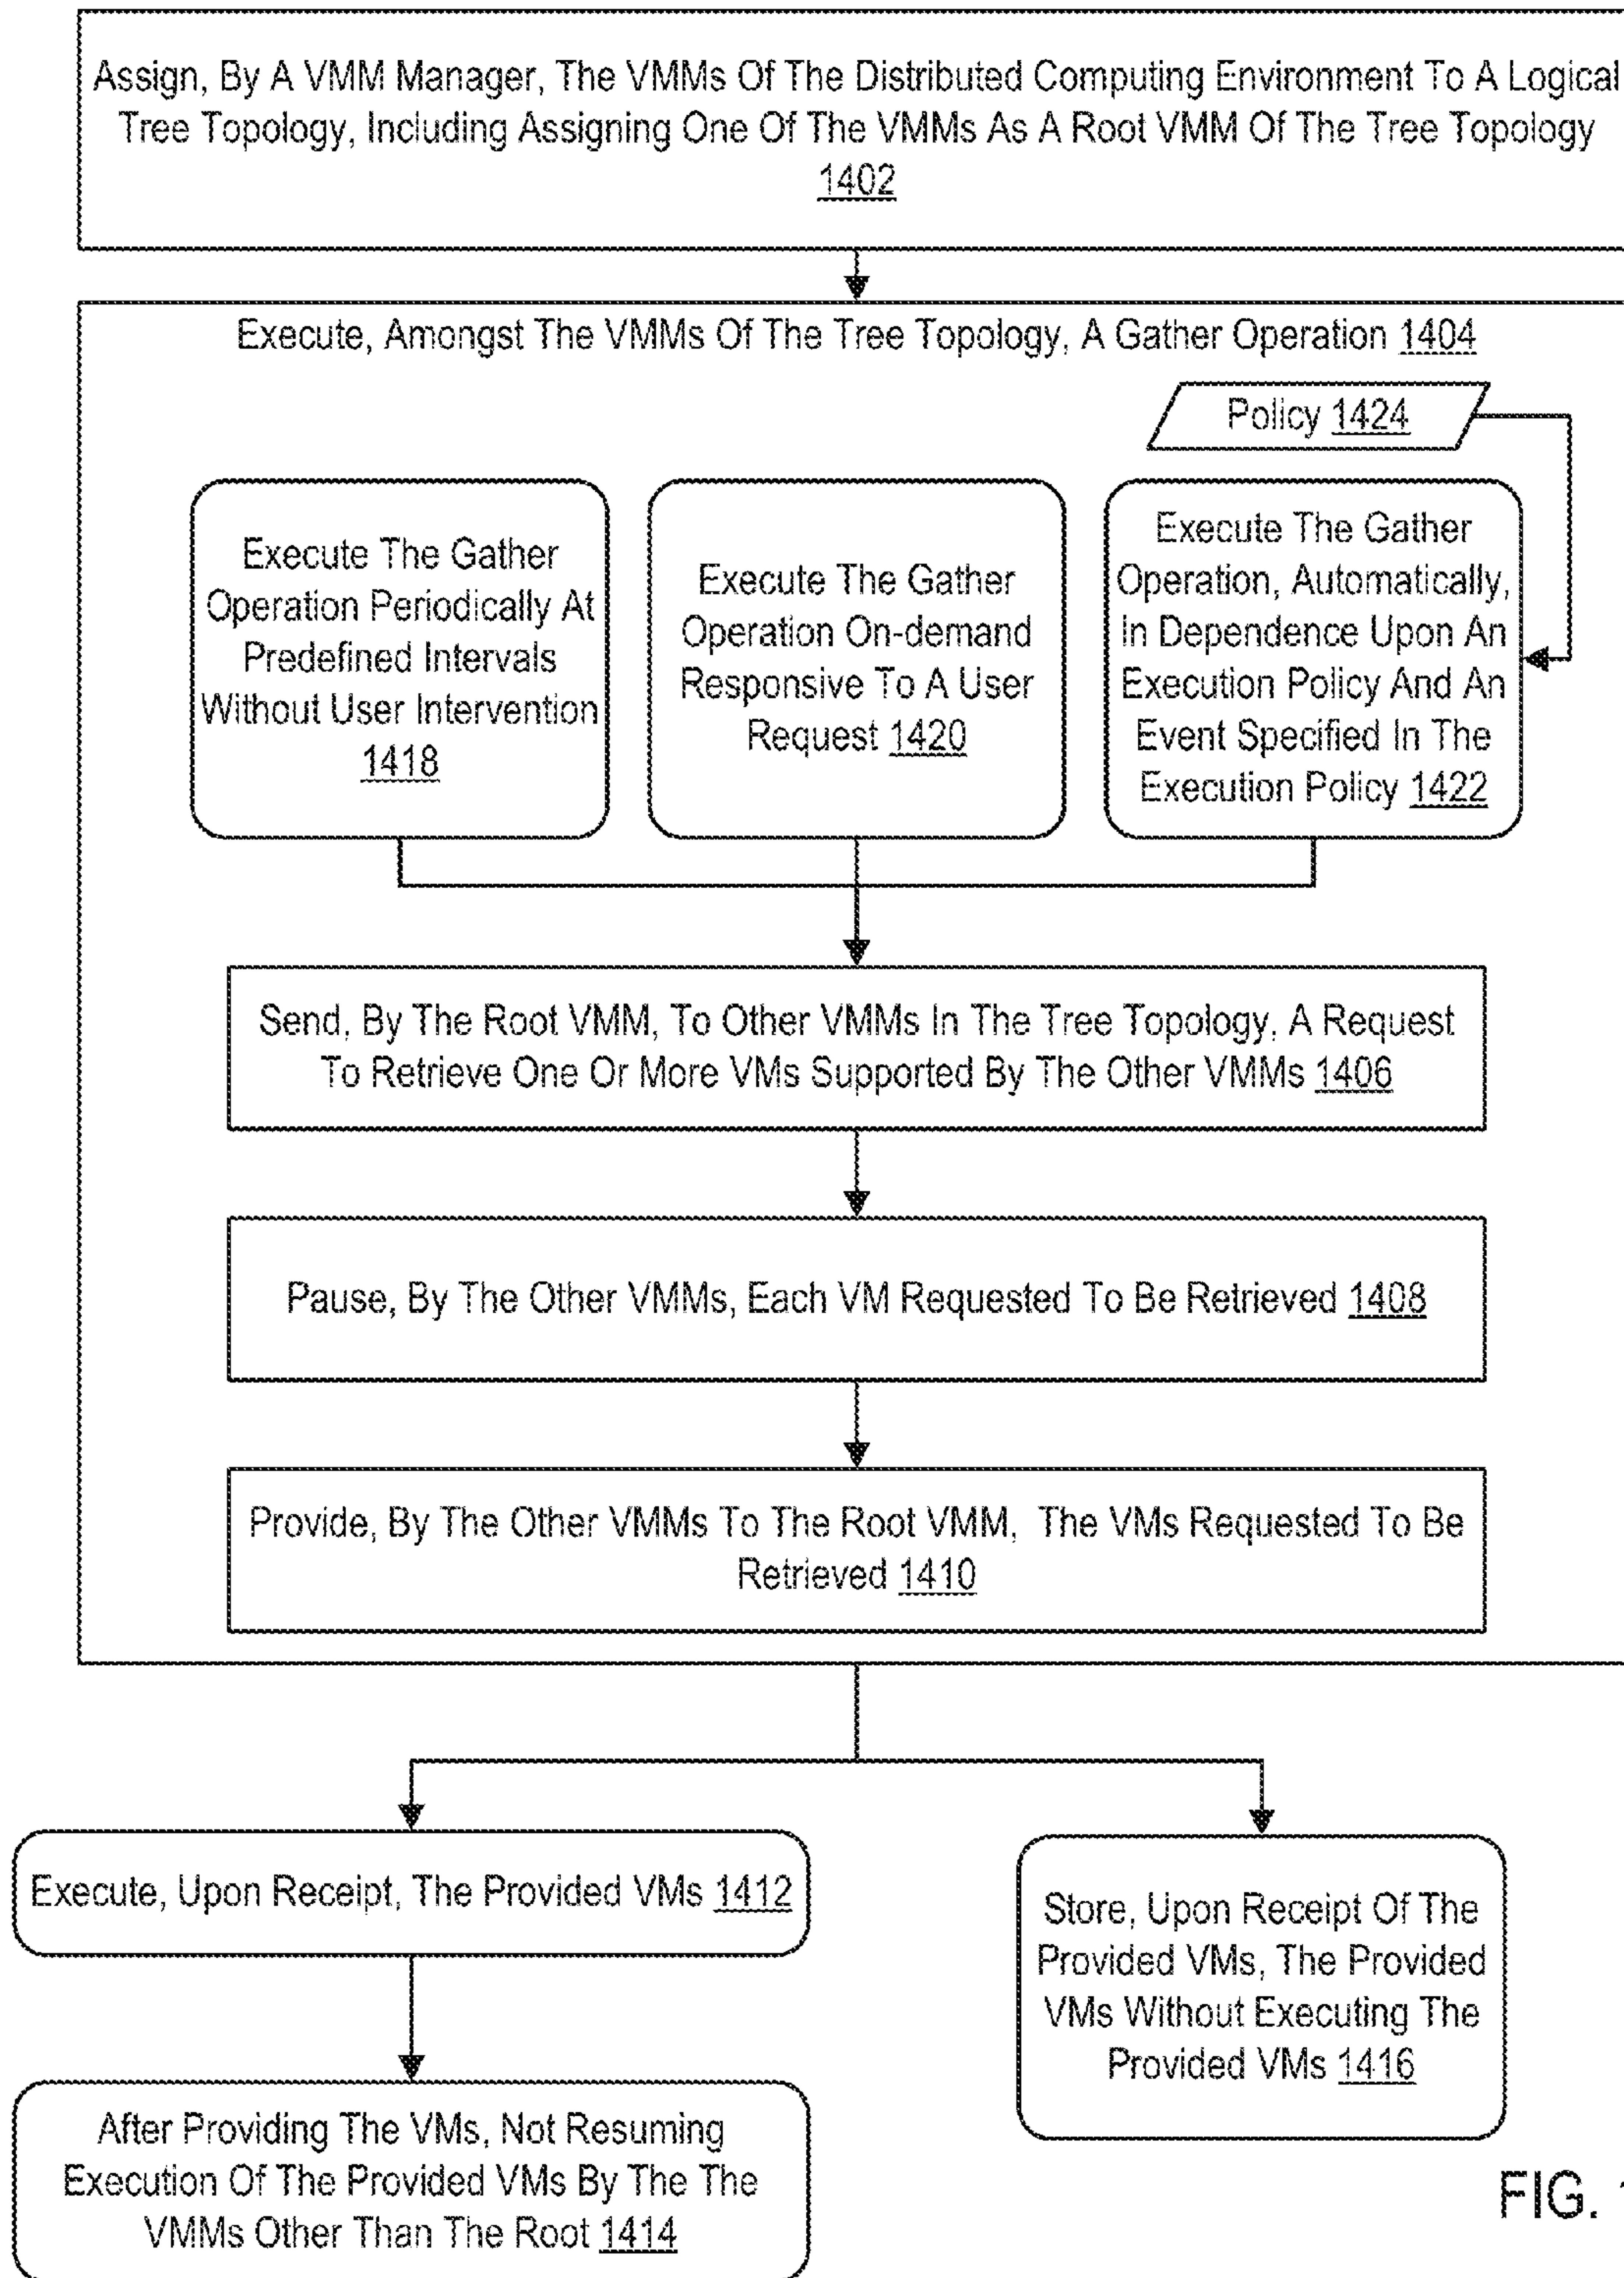 Assign, By A VMM Manager, The VMMs Of The Distributed Computing Environment To A Logical
Tree Topology, Including Assigning One Of The VMMs As A Root VMM Of The Tree Topology
1402
Execute, Amongst The VMMs Of The Tree Topology, A Gather Operation 1404
Policy 1424
Execute The Gather
Operation Periodically At
Predefined Intervals
Without User Intervention
1418
Execute The Gather
Operation On-demand
Responsive To A User
Request 1420
Execute The Gather
Operation, Automatically,
In Dependence Upon An
Execution Policy And An
Event Specified In The
Execution Policy 1422
Send, By The Root VMM, To Other VMMs In The Tree Topology, A Request
To Retrieve One Or More VMs Supported By The Other VMMs 1406
Pause, By The Other VMMs, Each VM Requested To Be Retrieved 1408
Provide, By The Other VMMs To The Root VMM, The VMs Requested To Be
Retrieved 1410
Execute, Upon Receipt, The Provided VMs 1412
After Providing The VMs, Not Resuming
Execution Of The Provided VMs By The The
VMMs Other Than The Root 1414
Store, Upon Receipt Of The
Provided VMs, The Provided
VMs Without Executing The
Provided VMs 1416
FIG.